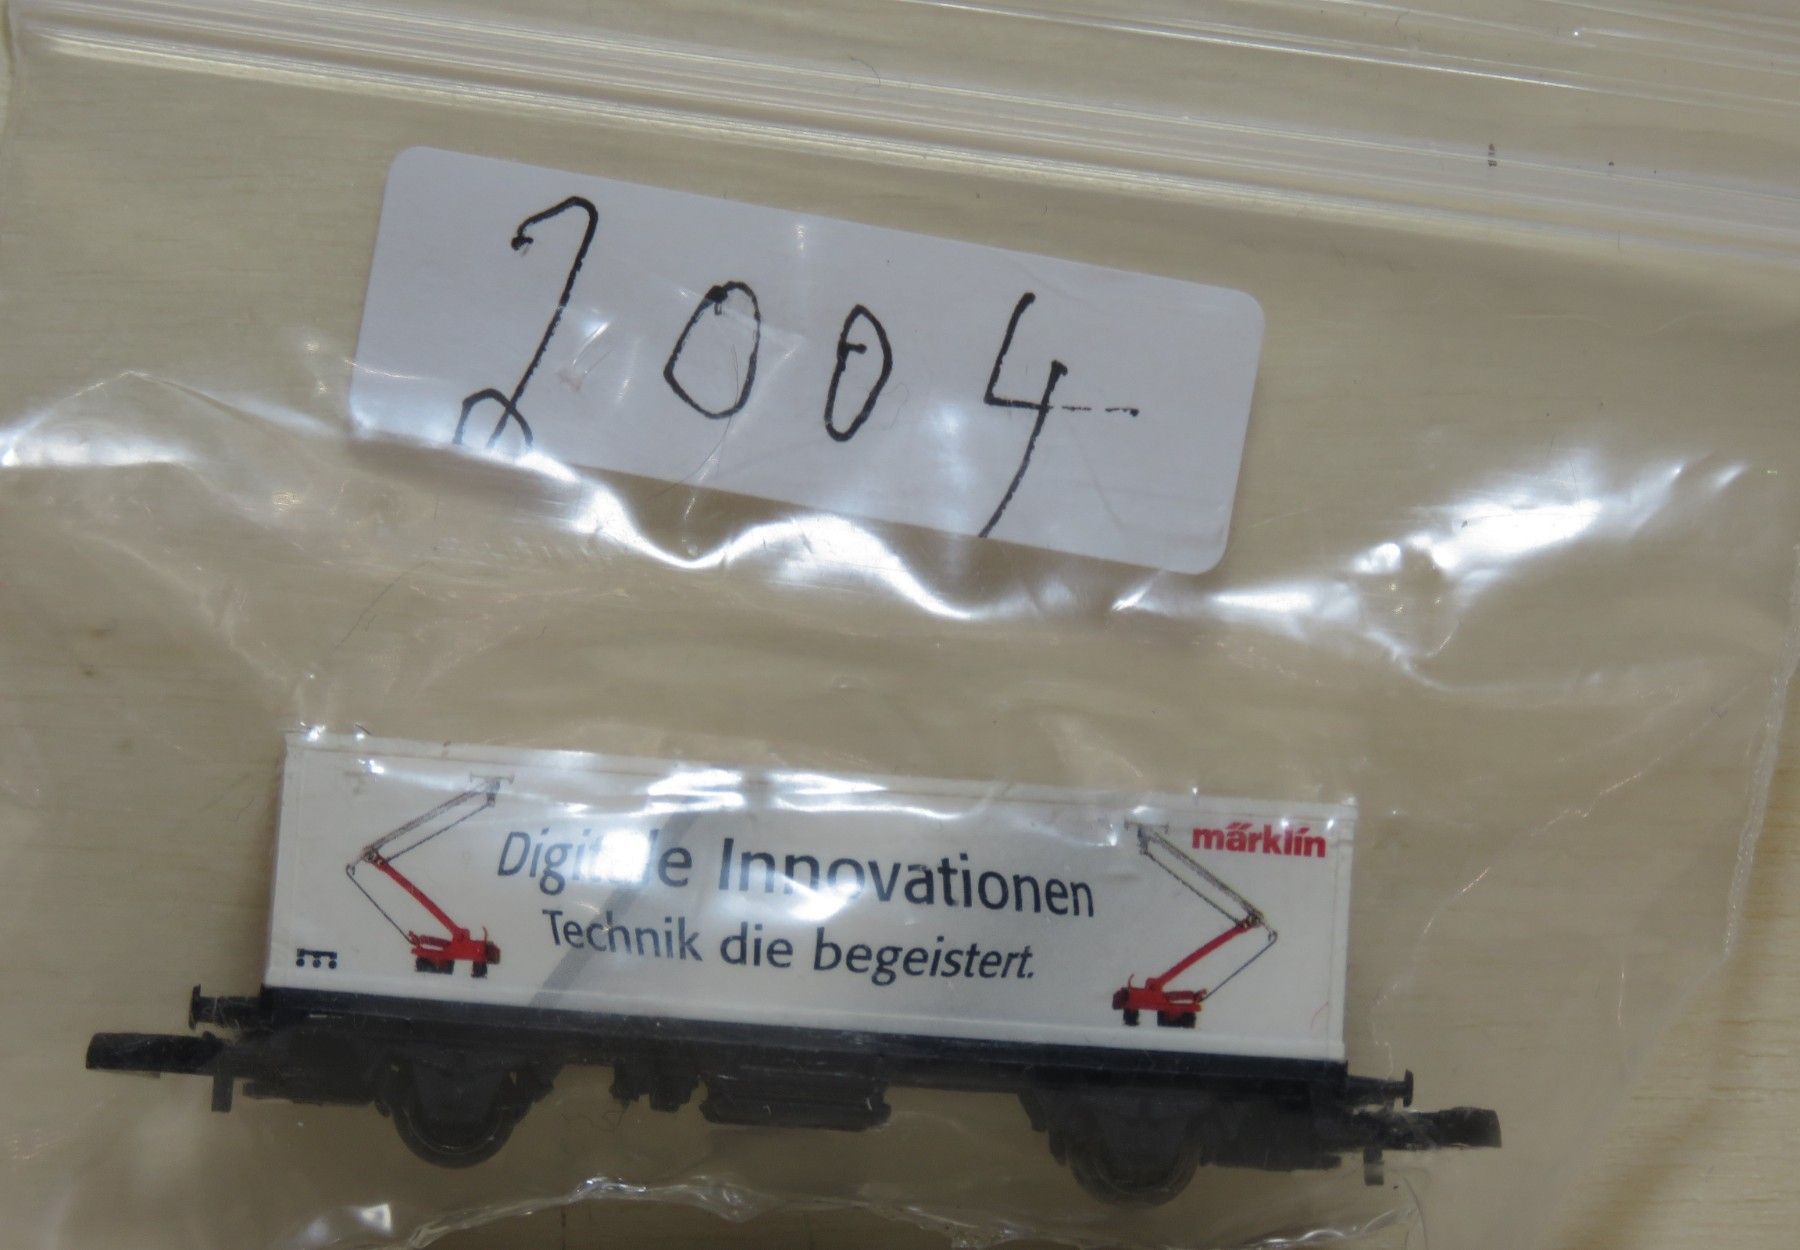 2004
märklin
Digitale Innovationen
Technik die begeistert.